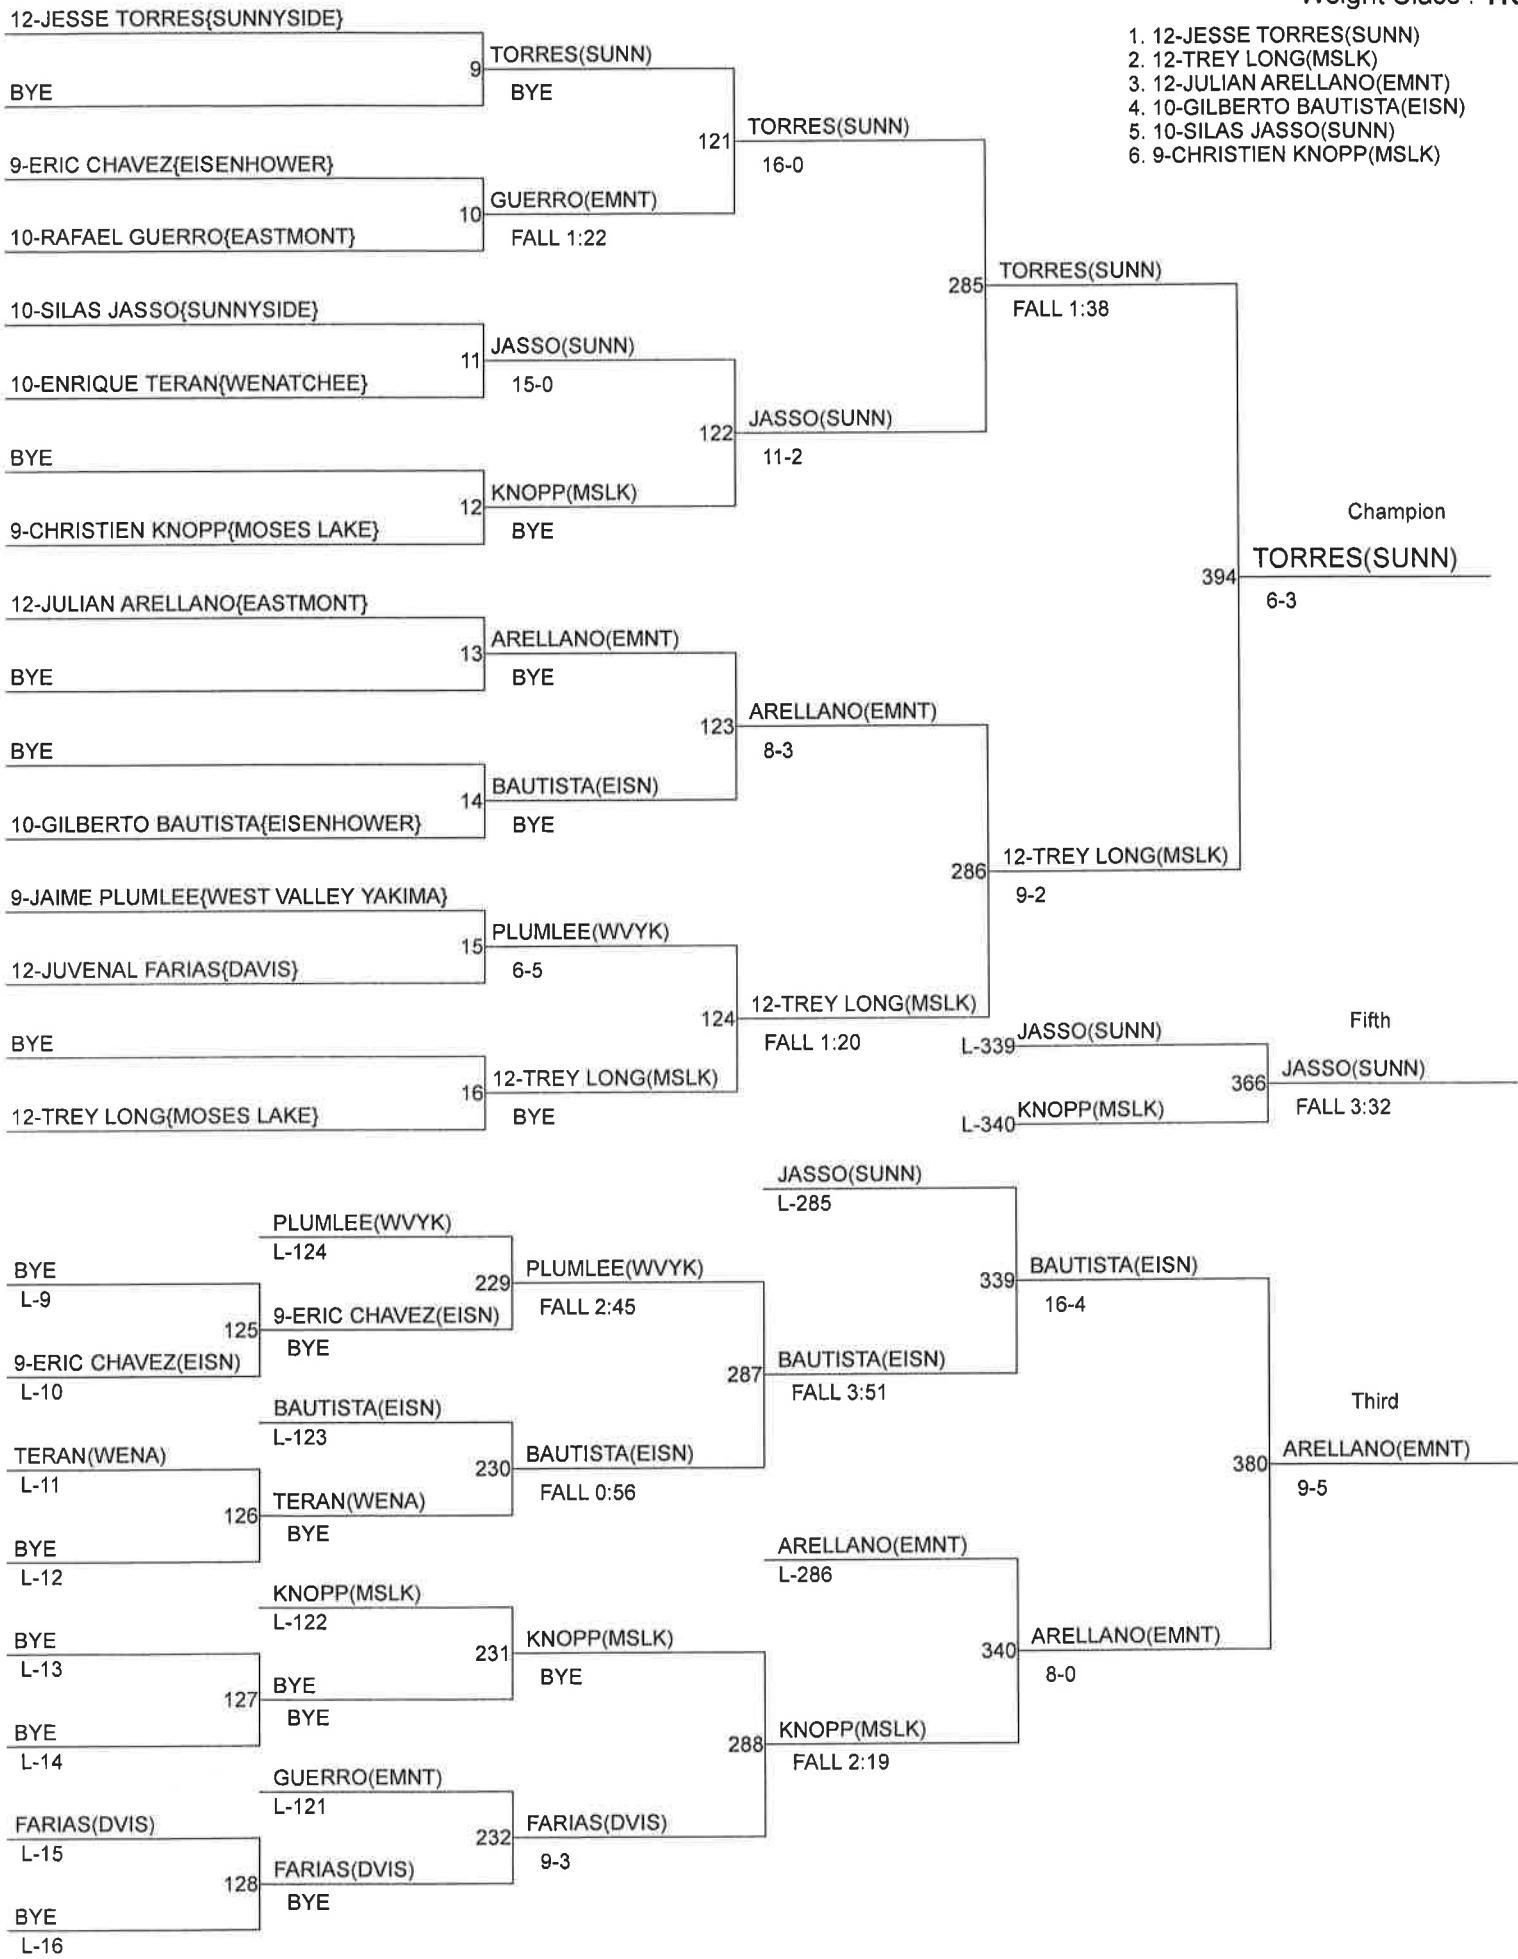 Weight Class :
1. 12-JESSE TORRES(SUNN)
2. 12-TREY LONG(MSLK)
3. 12-JULIAN ARELLANO(EMNT)
4. 10-GILBERTO BAUTISTA(EISN)
5. 10-SILAS JASSO(SUNN)
6. 9-CHRISTIEN KNOPP(MSLK)
12-JESSE TORRES{SUNNYSIDE}
9
TORRES(SUNN)
BYE
BYE
121
TORRES(SUNN)
16-0
9-ERIC CHAVEZ{EISENHOWER}
10
GUERRO(EMNT)
FALL 1:22
10-RAFAEL GUERRO{EASTMONT}
285
TORRES(SUNN)
FALL 1:38
10-SILAS JASSO{SUNNYSIDE}
11
JASSO(SUNN)
15-0
10-ENRIQUE TERAN{WENATCHEE}
122
JASSO(SUNN)
11-2
BYE
12
KNOPP(MSLK)
BYE
9-CHRISTIEN KNOPP{MOSES LAKE}
Champion
394
TORRES(SUNN)
6-3
12-JULIAN ARELLANO{EASTMONT}
13
ARELLANO(EMNT)
BYE
BYE
123
ARELLANO(EMNT)
8-3
BYE
14
BAUTISTA(EISN)
BYE
10-GILBERTO BAUTISTA{EISENHOWER}
286
12-TREY LONG(MSLK)
9-2
9-JAIME PLUMLEE{WEST VALLEY YAKIMA}
15
PLUMLEE(WVYK)
6-5
12-JUVENAL FARIAS{DAVIS}
124
12-TREY LONG(MSLK)
FALL 1:20
BYE
16
12-TREY LONG(MSLK)
BYE
12-TREY LONG{MOSES LAKE}
Fifth
L-339
JASSO(SUNN)
366
JASSO(SUNN)
FALL 3:32
L-340
KNOPP(MSLK)
JASSO(SUNN)
L-285
PLUMLEE(WVYK)
L-124
229
PLUMLEE(WVYK)
FALL 2:45
BYE
L-9
125
9-ERIC CHAVEZ(EISN)
BYE
9-ERIC CHAVEZ(EISN)
L-10
339
BAUTISTA(EISN)
16-4
287
BAUTISTA(EISN)
FALL 3:51
BAUTISTA(EISN)
L-123
230
BAUTISTA(EISN)
FALL 0:56
TERAN(WENA)
L-11
126
TERAN(WENA)
BYE
BYE
L-12
Third
380
ARELLANO(EMNT)
9-5
ARELLANO(EMNT)
L-286
KNOPP(MSLK)
L-122
231
KNOPP(MSLK)
BYE
BYE
L-13
127
BYE
BYE
BYE
L-14
340
ARELLANO(EMNT)
8-0
288
KNOPP(MSLK)
FALL 2:19
GUERRO(EMNT)
L-121
232
FARIAS(DVIS)
9-3
FARIAS(DVIS)
L-15
128
FARIAS(DVIS)
BYE
BYE
L-16